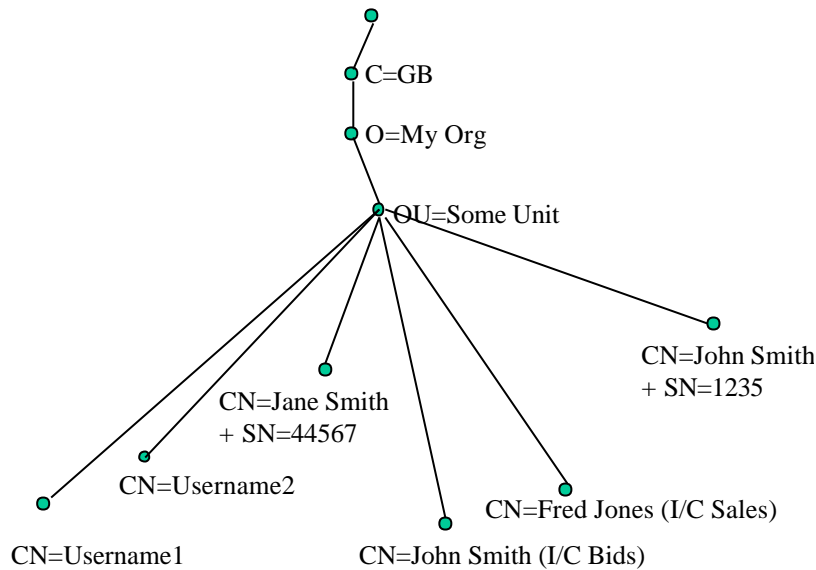 C=GB
O=My Org
OU=Some Unit
CN=John Smith
+ SN=1235
CN=Jane Smith
+ SN=44567
CN=Username2
CN=Fred Jones (I/C Sales)
CN=Username1
CN=John Smith (I/C Bids)